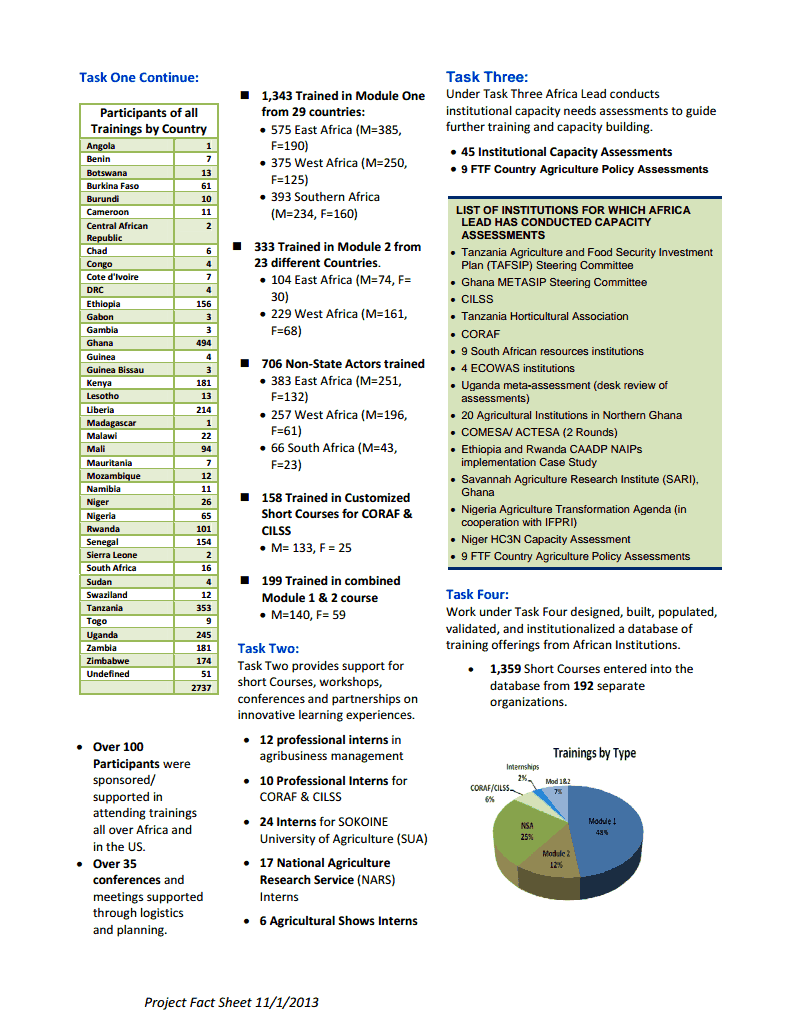 Task One Continue:
Participants of all
Trainings by Country
Angola 1
Benin 7
Botswana 13
Burkina Faso 61
Burundi 10
Cameroon 11
Central African 2
Republic
Chad 6
Congo 4
Cote d'Ivoire 7
DRC 4
Ethiopia 156
Gabon 3
Gambia 3
Ghana 494
Guinea 4
Guinea Bissau 3
Kenya 181
Lesotho 13
Liberia 214
Madagascar 1
Malawi 22
Mali 94
Mauritania 7
Mozambique 12
Namibia 11
Niger 26
Nigeria 65
Rwanda 101
Senegal 154
Sierra Leone 2
South Africa 16
Sudan 4
Swaziland 12
Tanzania 353
Togo 9
Uganda 245
Zambia 181
Zimbabwe 174
Undefined 51
2737
• Over 100
Participants were
sponsored/
supported in
attending trainings
all over Africa and
in the US.
• Over 35
conferences and
meetings supported
through logistics
and planning.
■ 1,343 Trained in Module One
from 29 countries:
• 575 East Africa (M=385,
F=190)
• 375 West Africa (M=250,
F=125)
• 393 Southern Africa
(M=234, F=160)
■ 333 Trained in Module 2 from
23 different Countries.
• 104 East Africa (M=74, F=
30)
• 229 West Africa (M=161,
F=68)
■ 706 Non-State Actors trained
• 383 East Africa (M=251,
F=132)
• 257 West Africa (M=196,
F=61)
• 66 South Africa (M=43,
F=23)
■ 158 Trained in Customized
Short Courses for CORAF &
CILSS
• M= 133, F = 25
■ 199 Trained in combined
Module 1 & 2 course
• M=140, F= 59
Task Two:
Task Two provides support for
short Courses, workshops,
conferences and partnerships on
innovative learning experiences.
• 12 professional interns in
agribusiness management
• 10 Professional Interns for
CORAF & CILSS
• 24 Interns for SOKOINE
University of Agriculture (SUA)
• 17 National Agriculture
Research Service (NARS)
Interns
• 6 Agricultural Shows Interns
Task Three:
Under Task Three Africa Lead conducts
institutional capacity needs assessments to guide
further training and capacity building.
• 45 Institutional Capacity Assessments
• 9 FTF Country Agriculture Policy Assessments
LIST OF INSTITUTIONS FOR WHICH AFRICA
LEAD HAS CONDUCTED CAPACITY
ASSESSMENTS
• Tanzania Agriculture and Food Security Investment
Plan (TAFSIP) Steering Committee
• Ghana METASIP Steering Committee
• CILSS
• Tanzania Horticultural Association
• CORAF
• 9 South African resources institutions
• 4 ECOWAS institutions
• Uganda meta-assessment (desk review of
assessments)
• 20 Agricultural Institutions in Northern Ghana
• COMESA/ ACTESA (2 Rounds)
• Ethiopia and Rwanda CAADP NAIPs
implementation Case Study
• Savannah Agriculture Research Institute (SARI),
Ghana
• Nigeria Agriculture Transformation Agenda (in
cooperation with IFPRI)
• Niger HC3N Capacity Assessment
• 9 FTF Country Agriculture Policy Assessments
Task Four:
Work under Task Four designed, built, populated,
validated, and institutionalized a database of
training offerings from African Institutions.
• 1,359 Short Courses entered into the
database from 192 separate
organizations.
Trainings by Type
Internships
2%
Mod 1&2
7%
CORAF/CILSS
6%
NSA
25%
Module 1
48%
Module 2
12%
Project Fact Sheet 11/1/2013